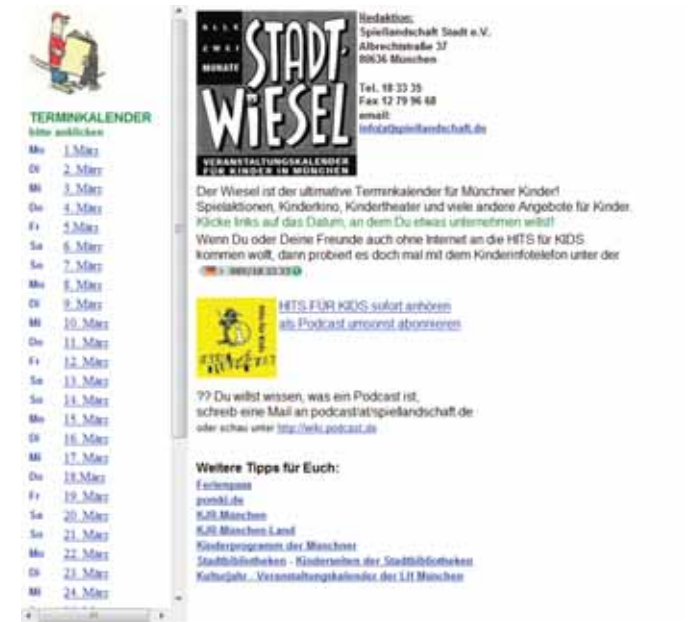 TERMINKALENDER
bitte anklicken
Mo 1.März
Di 2. März
Mi 3. März
Do 4. März
Fr 5.März
Sa 6. März
So 7. März
Mo 8. März
Di 9. März
Mi 10. März
Do 11. März
Fr 12. März
Sa 13. März
So 14. März
Mo 15. März
Di 16. März
Mi 17. März
Do 18.März
Fr 19. März
Sa 20. März
So 21. März
Mo 22. März
Di 23. März
Mi 24. März
ALLE
ZWEI
MONATE
STADT-
WIESEL
VERANSTALTUNGSKALENDER
FÜR KINDER IN MÜNCHEN
Redaktion:
Spiellandschaft Stadt e.V.
Albrechtstraße 37
80636 München
Tel. 18 33 35
Fax 12 79 96 68
email:
info(at)spiellandschaft.de
Der Wiesel ist der ultimative Terminkalender für Münchner Kinder!
Spielaktionen, Kinderkino, Kindertheater und viele andere Angebote für Kinder.
Klicke links auf das Datum, an dem Du etwas unternehmen willst!
Wenn Du oder Deine Freunde auch ohne Internet an die HITS für KIDS
kommen wollt, dann probiert es doch mal mit dem Kinderinfotelefon unter der
089/18 33 33
HITS FÜR KIDS sofort anhören
als Podcast umsonst abonnieren
?? Du willst wissen, was ein Podcast ist,
schreib eine Mail an podcast/at/spiellandschaft.de
oder schau unter http://wiki.podcast.de
Weitere Tipps für Euch:
Ferienpass
pomki.de
KJR-München
KJR-München-Land
Kinderprogramm der Münchner
Stadtbibliotheken - Kinderseiten der Stadtbibliotheken
Kulturjahr . Veranstaltungskalender der LH München